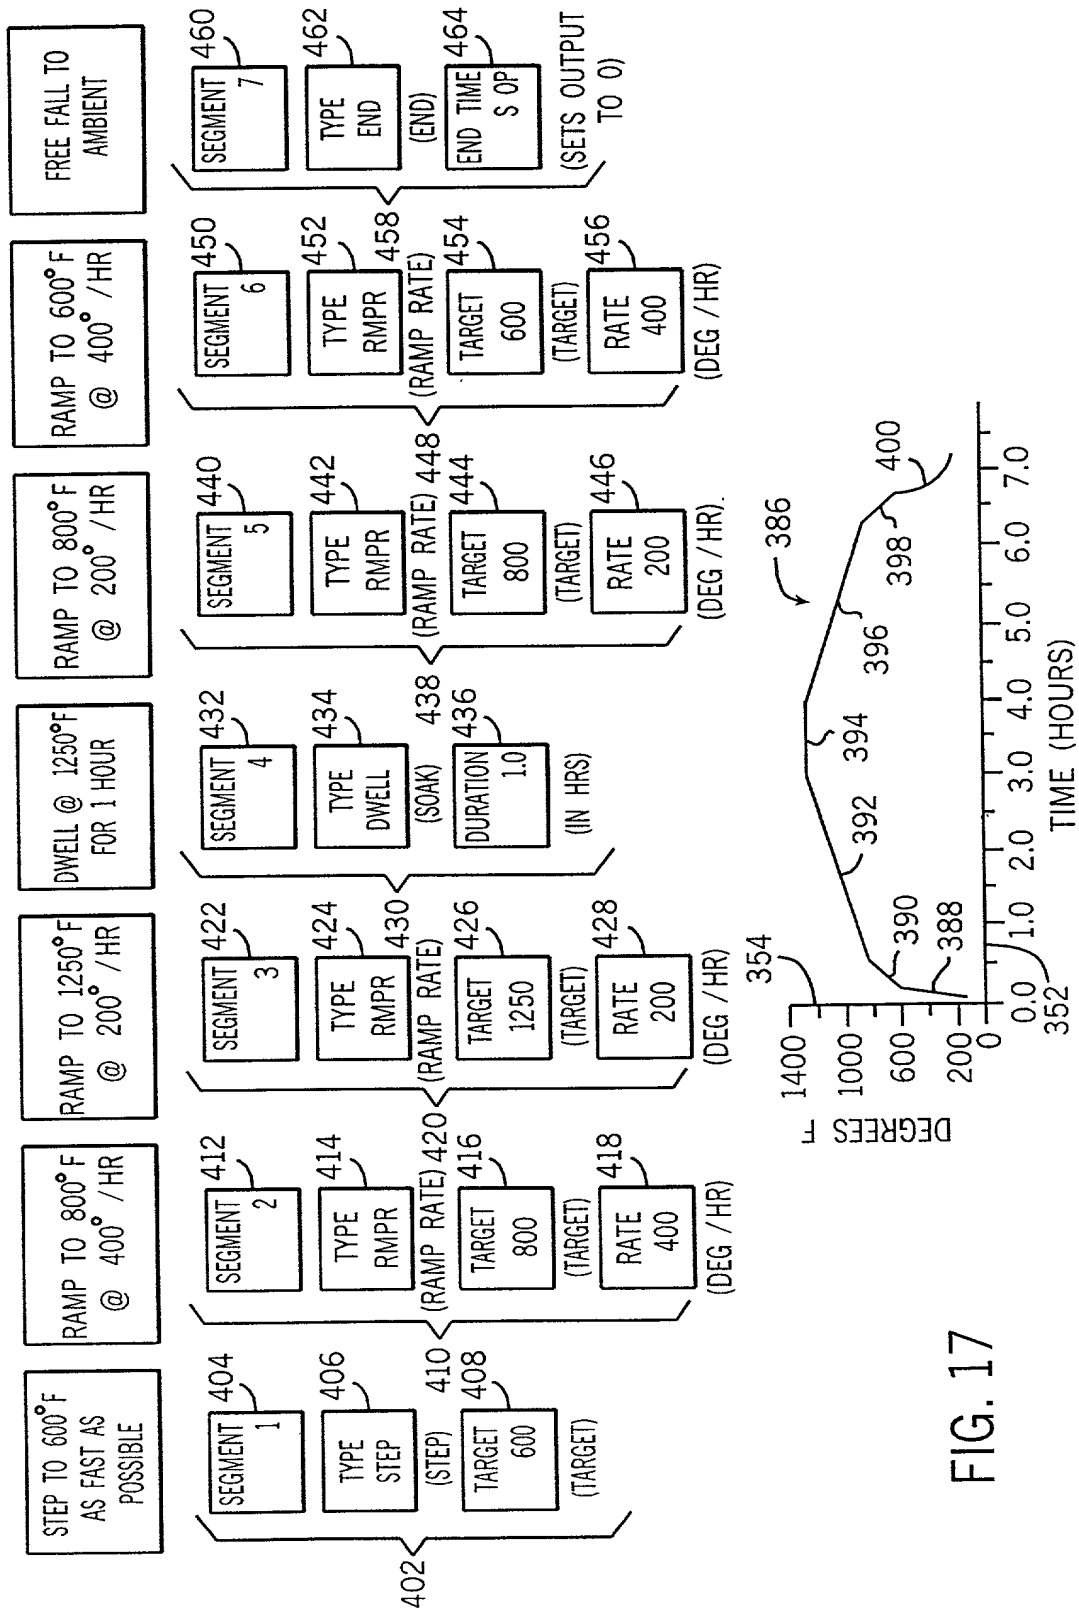 STEP TO 600°F
AS FAST AS
POSSIBLE
RAMP TO 800°F
@ 400° /HR
RAMP TO 1250°F
@ 200° /HR
DWELL @ 1250°F
FOR 1 HOUR
RAMP TO 800°F
@ 200° /HR
RAMP TO 600°F
@ 400° /HR
FREE FALL TO
AMBIENT
402
404
SEGMENT
1
406
TYPE
STEP
(STEP)
408
TARGET
600
(TARGET)
410
412
SEGMENT
2
414
TYPE
RMPR
(RAMP RATE)
416
TARGET
800
(TARGET)
418
RATE
400
(DEG /HR)
420
422
SEGMENT
3
424
TYPE
RMPR
(RAMP RATE)
426
TARGET
1250
(TARGET)
428
RATE
200
(DEG /HR)
430
432
SEGMENT
4
434
TYPE
DWELL
(SOAK)
436
DURATION
1.0
(IN HRS)
438
440
SEGMENT
5
442
TYPE
RMPR
(RAMP RATE)
444
TARGET
800
(TARGET)
446
RATE
200
(DEG /HR).
448
450
SEGMENT
6
452
TYPE
RMPR
(RAMP RATE)
454
TARGET
600
(TARGET)
456
RATE
400
(DEG /HR)
458
460
SEGMENT
7
462
TYPE
END
(END)
464
END TIME
S OP
(SETS OUTPUT
TO 0)
354
1400
1000
600
200
0
DEGREES F
386
388
390
392
394
396
398
400
0.0 1.0 2.0 3.0 4.0 5.0 6.0 7.0
352
TIME (HOURS)
FIG. 17